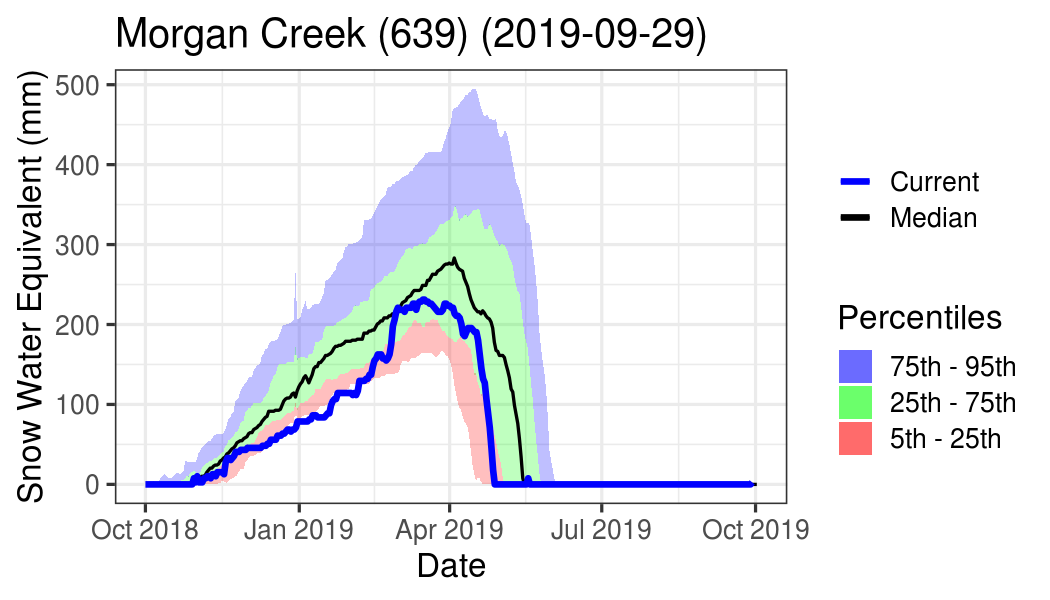 Morgan Creek (639) (2019-09-29)
Snow Water Equivalent (mm)
500
400
300
200
100
0
Oct 2018
Jan 2019
Apr 2019
Jul 2019
Oct 2019
Date
Current
Median
Percentiles
75th - 95th
25th - 75th
5th - 25th